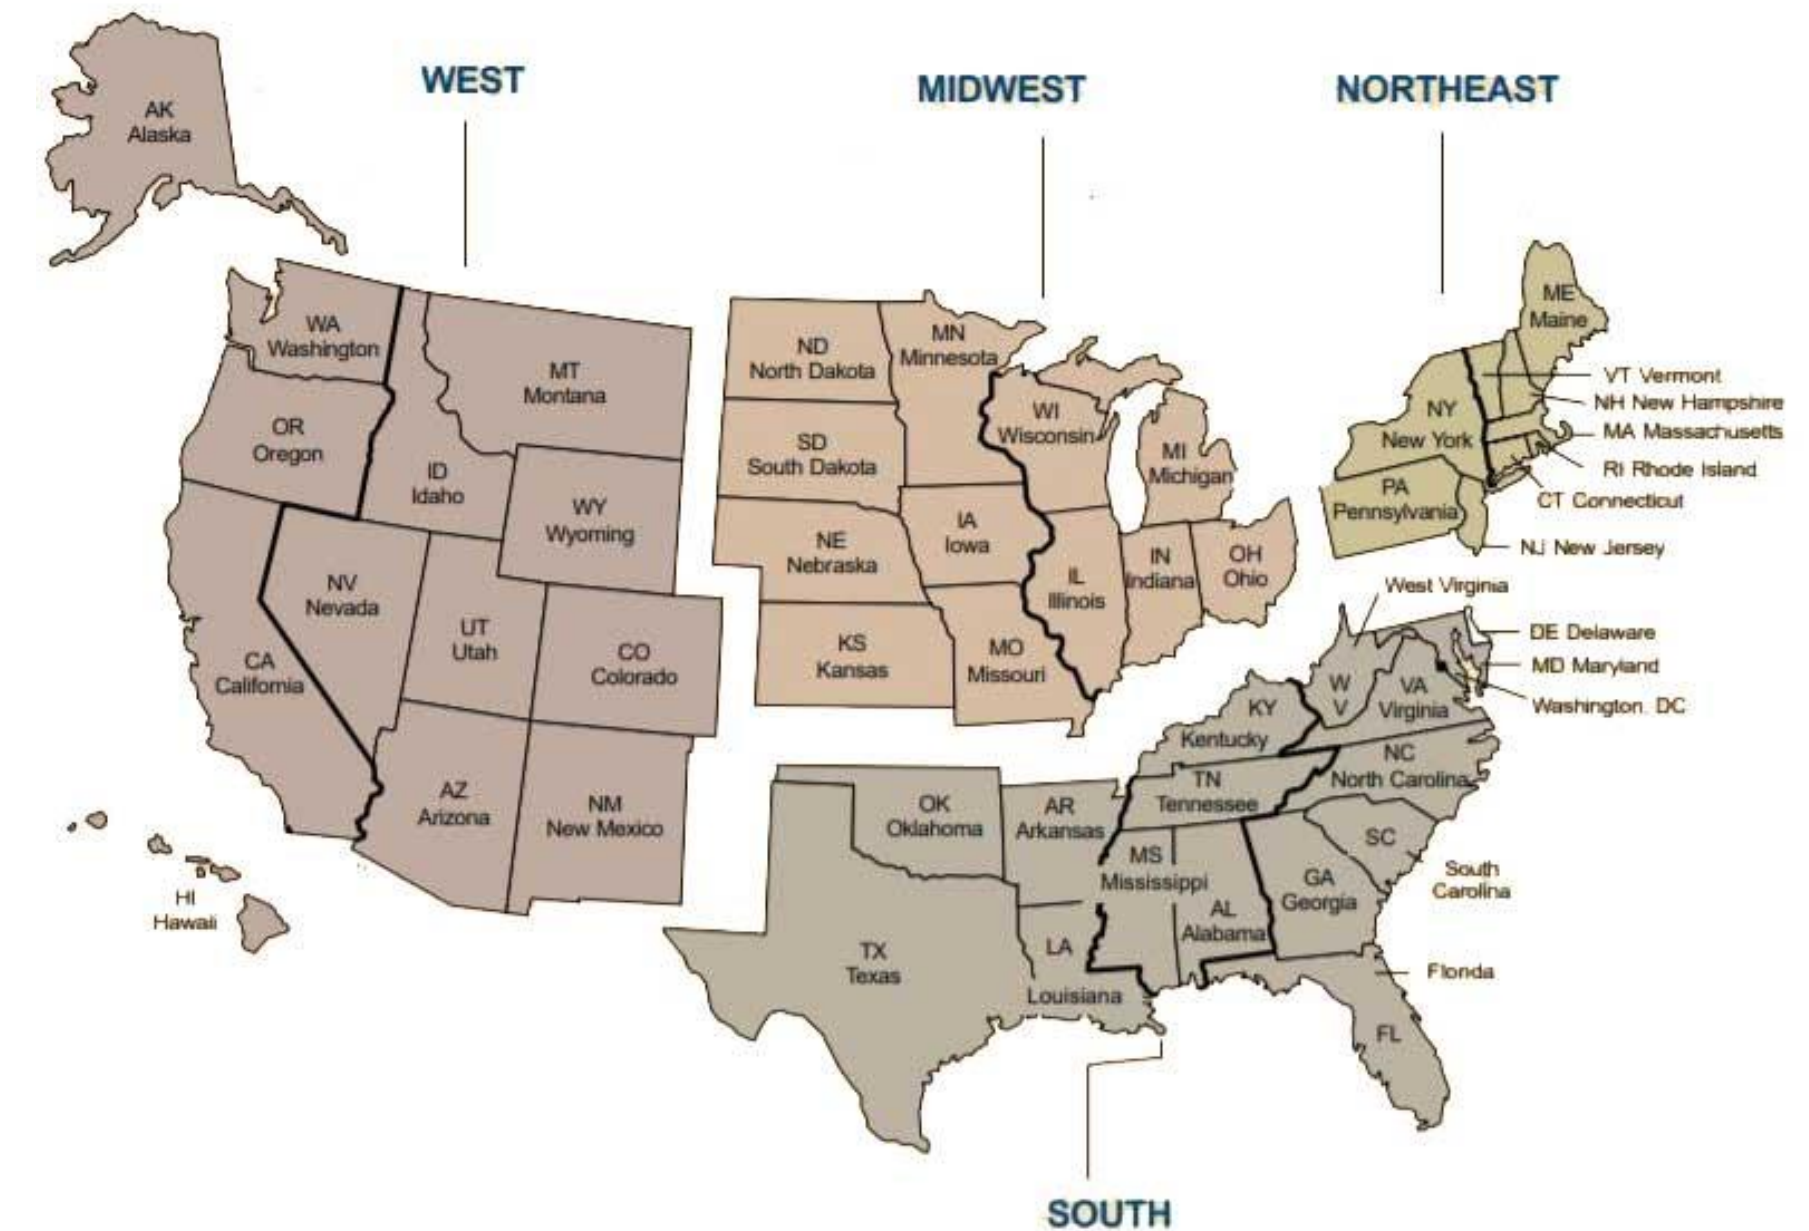 WEST
MIDWEST
NORTHEAST
AK
Alaska
WA
Washington
MT
Montana
OR
Oregon
ID
Idaho
WY
Wyoming
NV
Nevada
UT
Utah
CO
Colorado
CA
California
AZ
Arizona
NM
New Mexico
HI
Hawaii
ND
North Dakota
MN
Minnesota
SD
South Dakota
WI
Wisconsin
MI
Michigan
NE
Nebraska
IA
Iowa
IL
Illinois
IN
Indiana
OH
Ohio
KS
Kansas
MO
Missouri
ME
Maine
VT Vermont
NH New Hampshire
NY
New York
MA Massachusetts
RI Rhode Island
PA
Pennsylvania
CT Connecticut
NJ New Jersey
West Virginia
DE Delaware
MD Maryland
Washington, DC
W
V
VA
Virginia
KY
Kentucky
NC
North Carolina
TN
Tennessee
OK
Oklahoma
AR
Arkansas
SC
South
Carolina
MS
Mississippi
AL
Alabama
GA
Georgia
TX
Texas
LA
Louisiana
Florida
FL
SOUTH